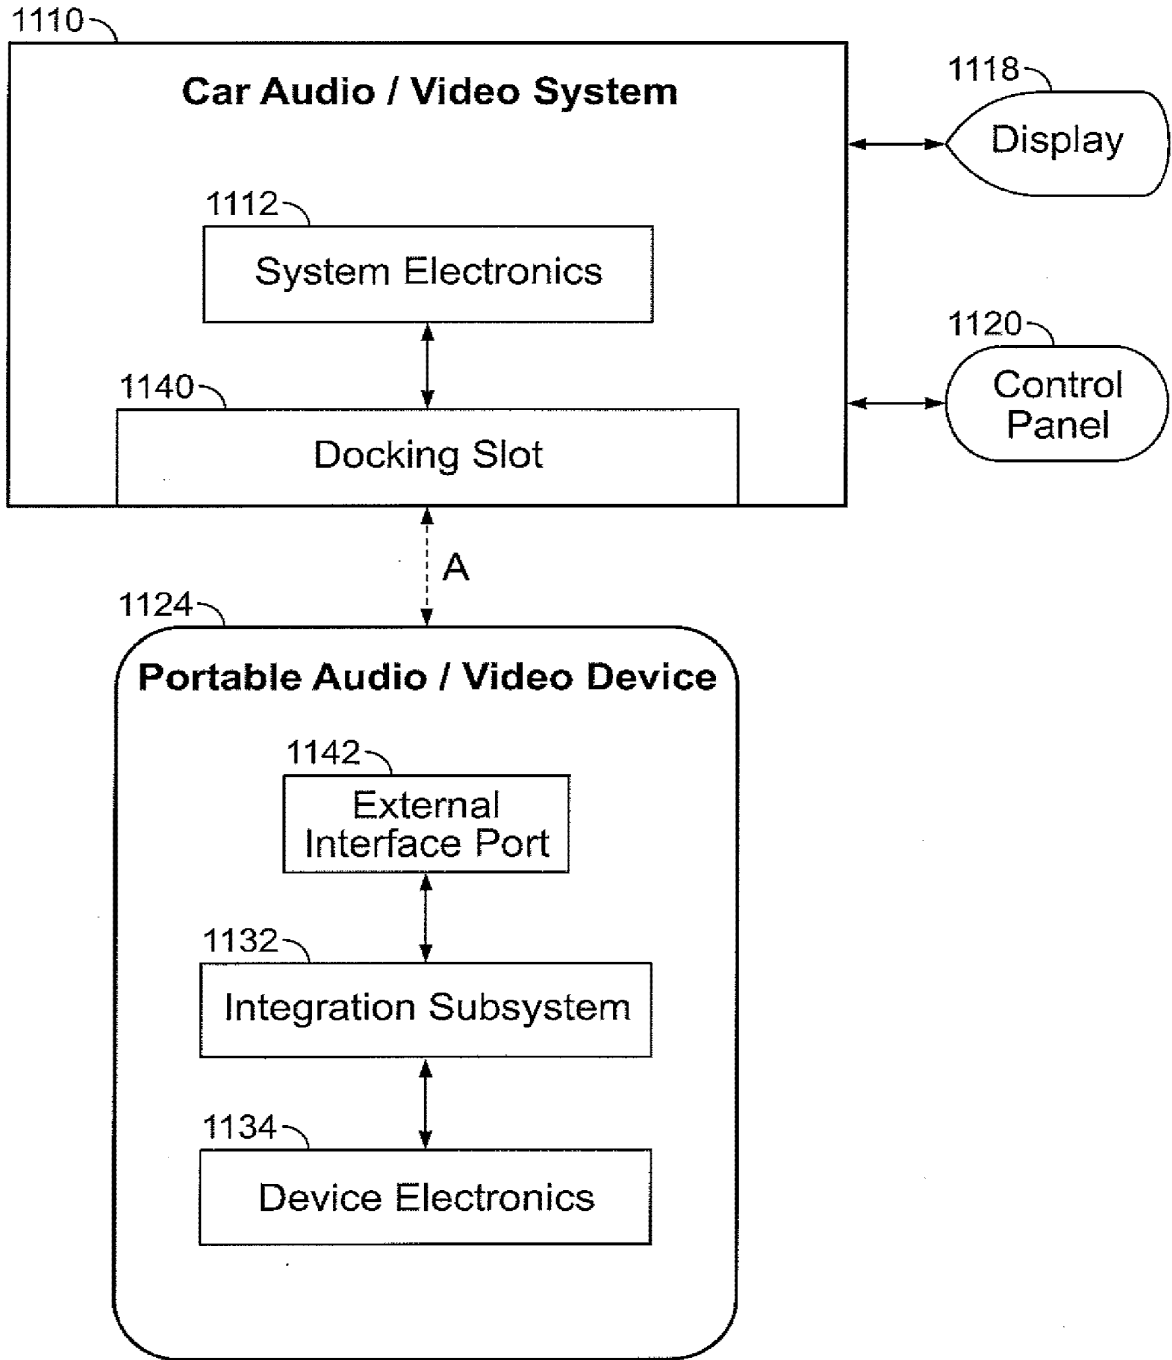 1110
Car Audio / Video System
1118
Display
1112
System Electronics
1120
Control
Panel
1140
Docking Slot
A
1124
Portable Audio / Video Device
1142
External
Interface Port
1132
Integration Subsystem
1134
Device Electronics